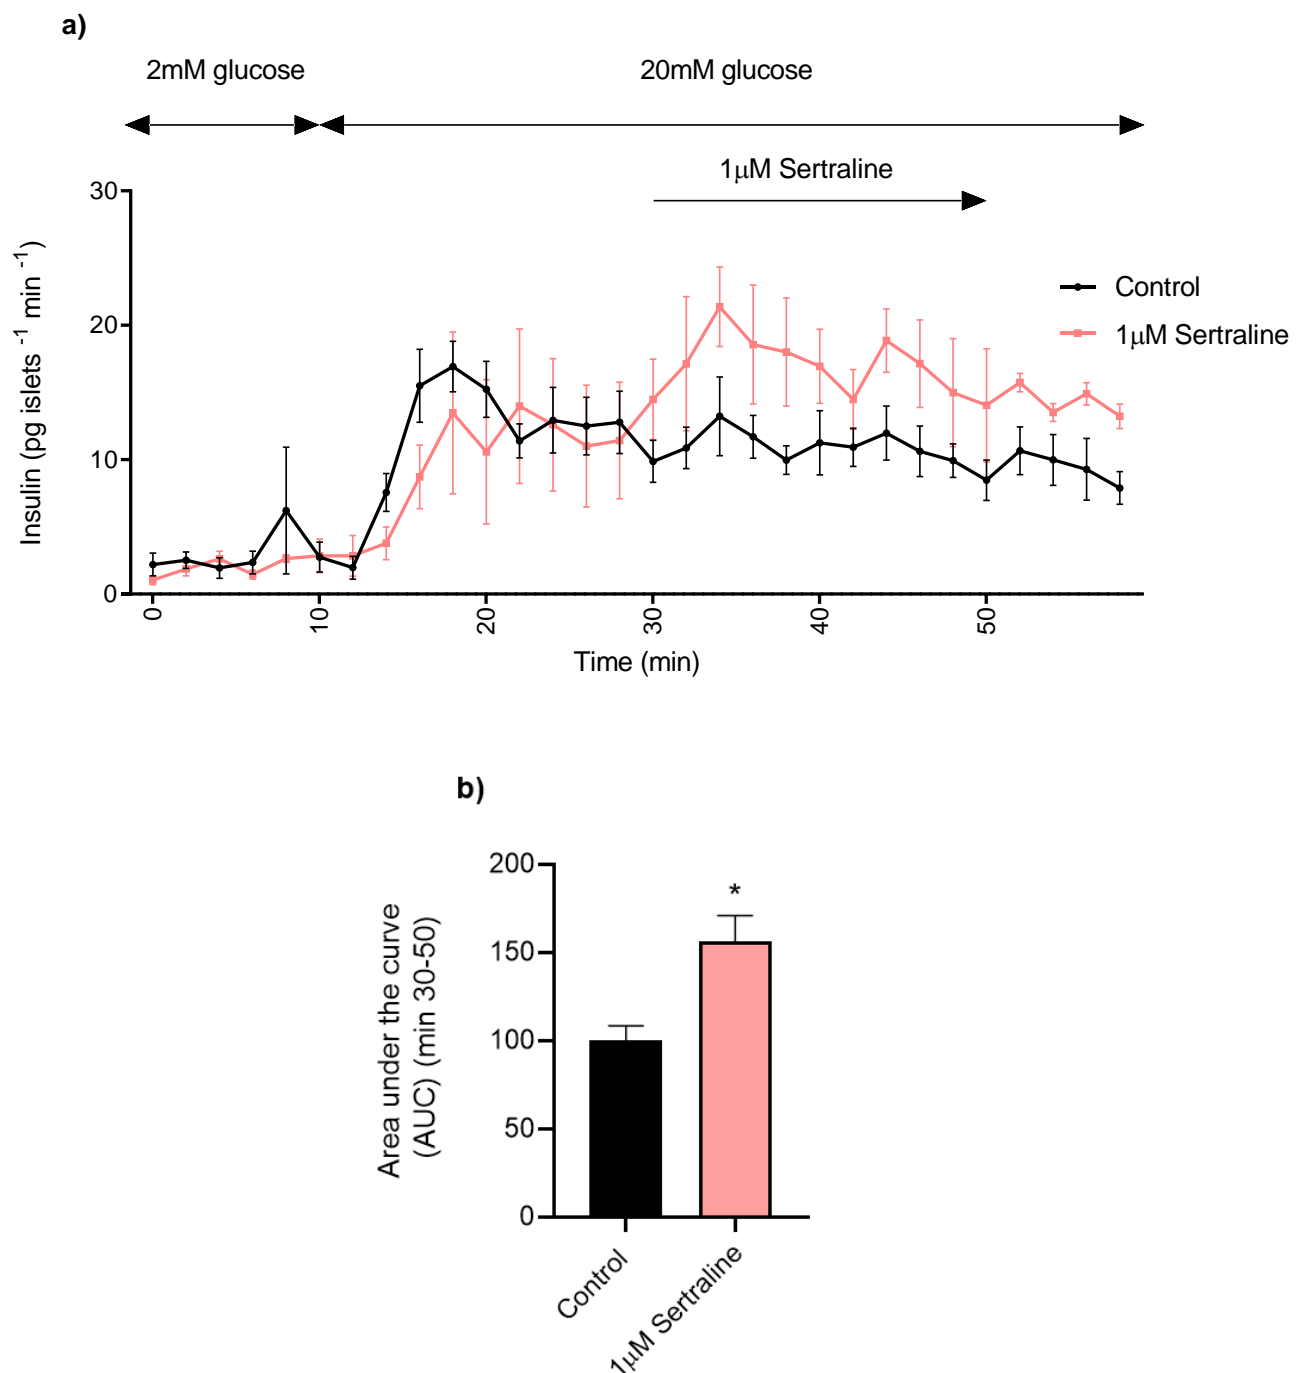 a)
2mM glucose
20mM glucose
1μM Sertraline
30
20
10
0
Insulin (pg islets -1 min -1)
Control
1μM Sertraline
0
10
20
30
40
50
Time (min)
b)
200
150
100
50
0
*
Area under the curve
(AUC) (min 30-50)
Control
1μM Sertraline